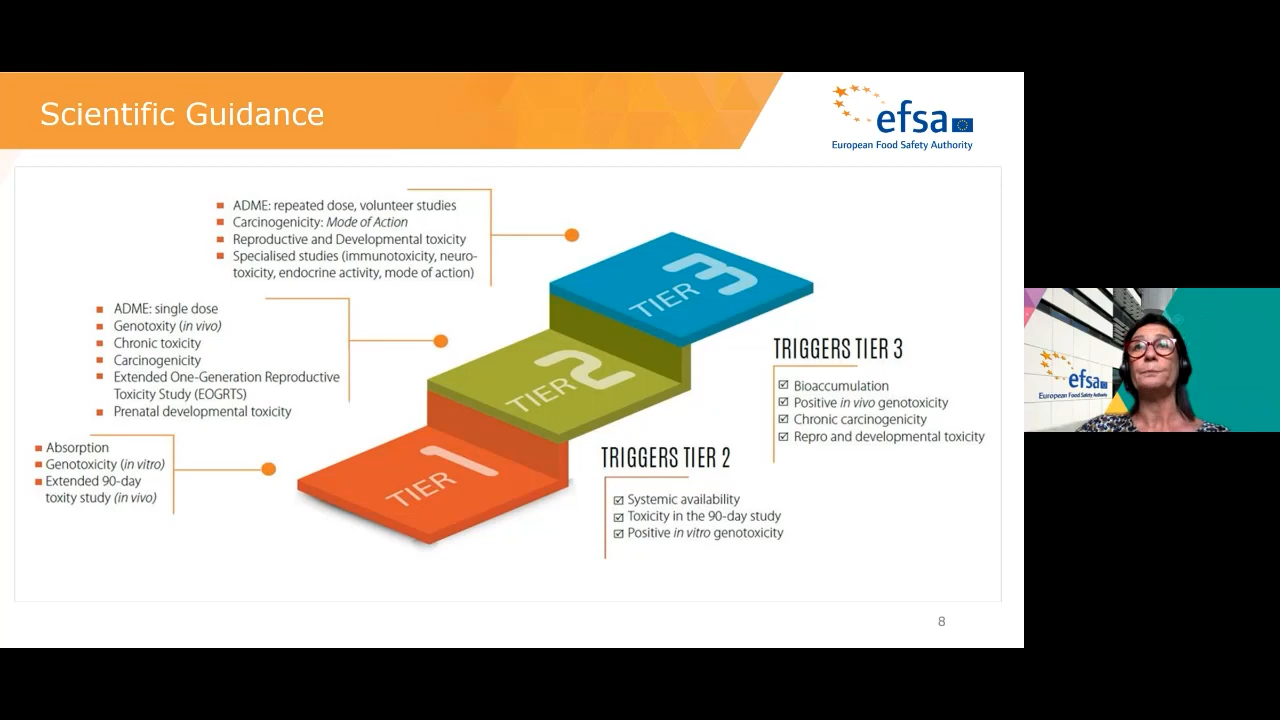 Scientific Guidance
efsa
European Food Safety Authority
ADME: repeated dose, volunteer studies
Carcinogenicity: Mode of Action
Reproductive and Developmental toxicity
Specialised studies (immunotoxicity, neuro-
toxicity, endocrine activity, mode of action)
ADME: single dose
Genotoxity (in vivo)
Chronic toxicity
Carcinogenicity
Extended One-Generation Reproductive
Toxicity Study (EOGRTS)
Prenatal developmental toxicity
Absorption
Genotoxicity (in vitro)
Extended 90-day
toxity study (in vivo)
TIER 3
TIER 2
TIER 1
TRIGGERS TIER 3
Bioaccumulation
Positive in vivo genotoxicity
Chronic carcinogenicity
Repro and developmental toxicity
TRIGGERS TIER 2
Systemic availability
Toxicity in the 90-day study
Positive in vitro genotoxicity
8
efsa
European Food Safety Authority